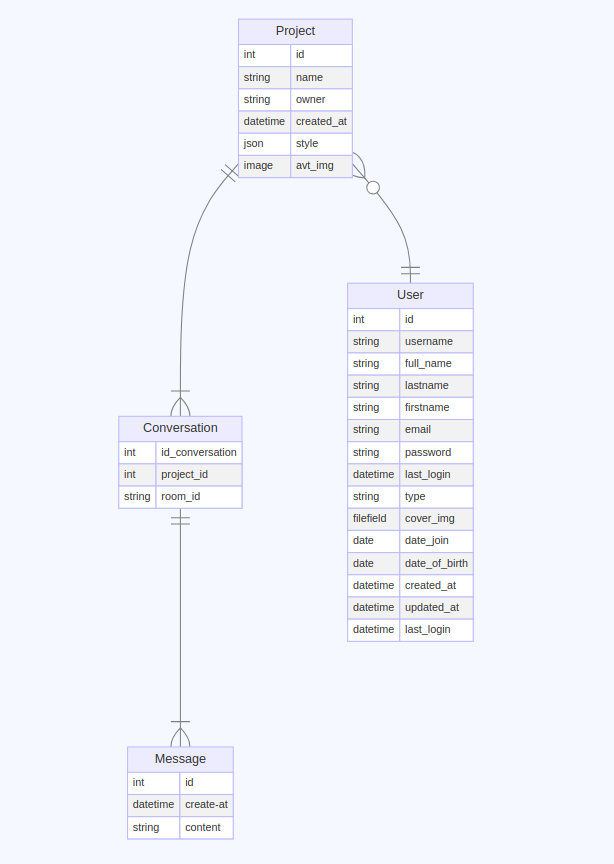 Project
int id
string name
string owner
datetime created_at
json style
image avt_img
User
int id
string username
string full_name
string lastname
string firstname
string email
string password
datetime last_login
string type
filefield cover_img
date date_join
date date_of_birth
datetime created_at
datetime updated_at
datetime last_login
Conversation
int id_conversation
int project_id
string room_id
Message
int id
datetime create-at
string content